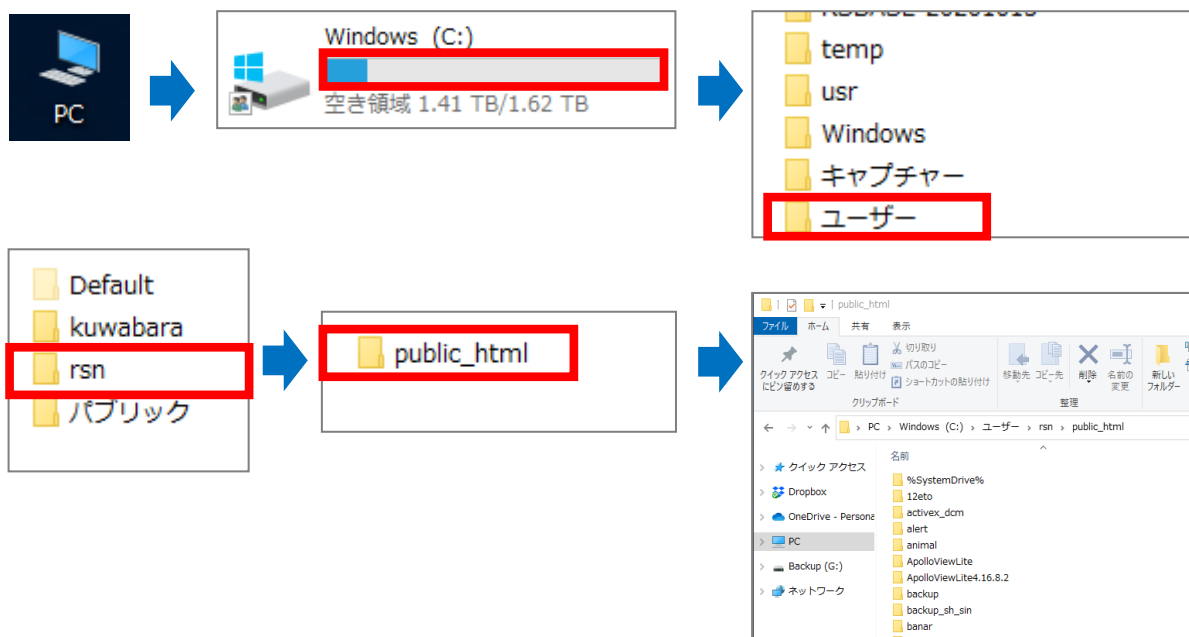 PC
Windows (C:)
空き領域 1.41 TB/1.62 TB
temp
usr
Windows
キャプチャー
ユーザー
Default
kuwabara
rsn
パブリック
public_html
public_html
ファイル ホーム 共有 表示
クイック アクセス
にピン留めする
コピー
貼り付け
切り取り
パスのコピー
ショートカットの貼り付け
クリップボード
移動先
コピー先
削除
名前の
変更
整理
新しい
フォルダー
PC › Windows (C:) › ユーザー › rsn › public_html
クイック アクセス
Dropbox
OneDrive - Persona
PC
Backup (G:)
ネットワーク
名前
%SystemDrive%
12eto
activex_dcm
alert
animal
ApolloViewLite
ApolloViewLite4.16.8.2
backup
backup_sh_sin
banar